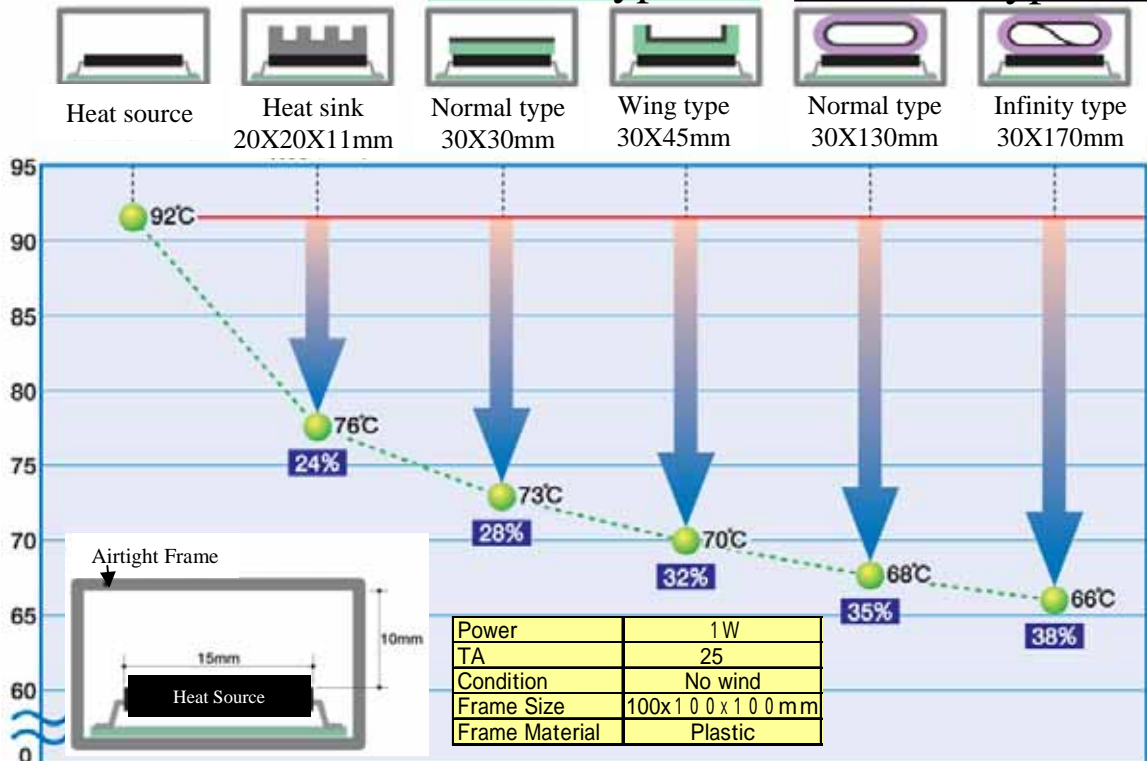 Heat source
Heat sink
20X20X11mm
Normal type
30X30mm
Wing type
30X45mm
Normal type
30X130mm
Infinity type
30X170mm
95
90
85
80
75
70
65
60
0
92℃
76℃
24%
73℃
28%
70℃
32%
68℃
35%
66℃
38%
Airtight Frame
10mm
15mm
Heat Source
Power 1W
TA 25
Condition No wind
Frame Size 100x100x100mm
Frame Material Plastic